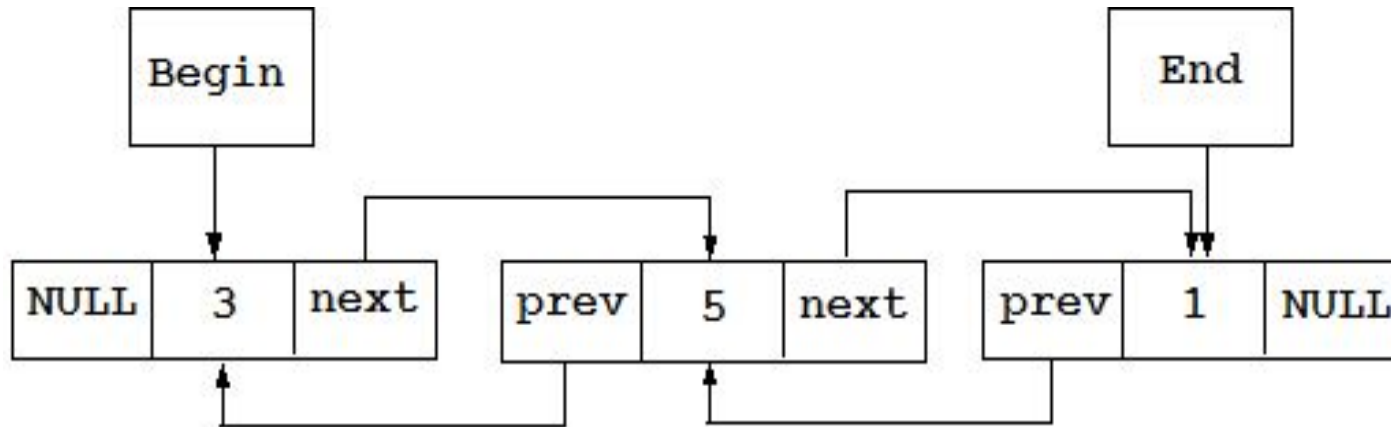 Begin
End
NULL 3 next
prev 5 next
prev 1 NULL